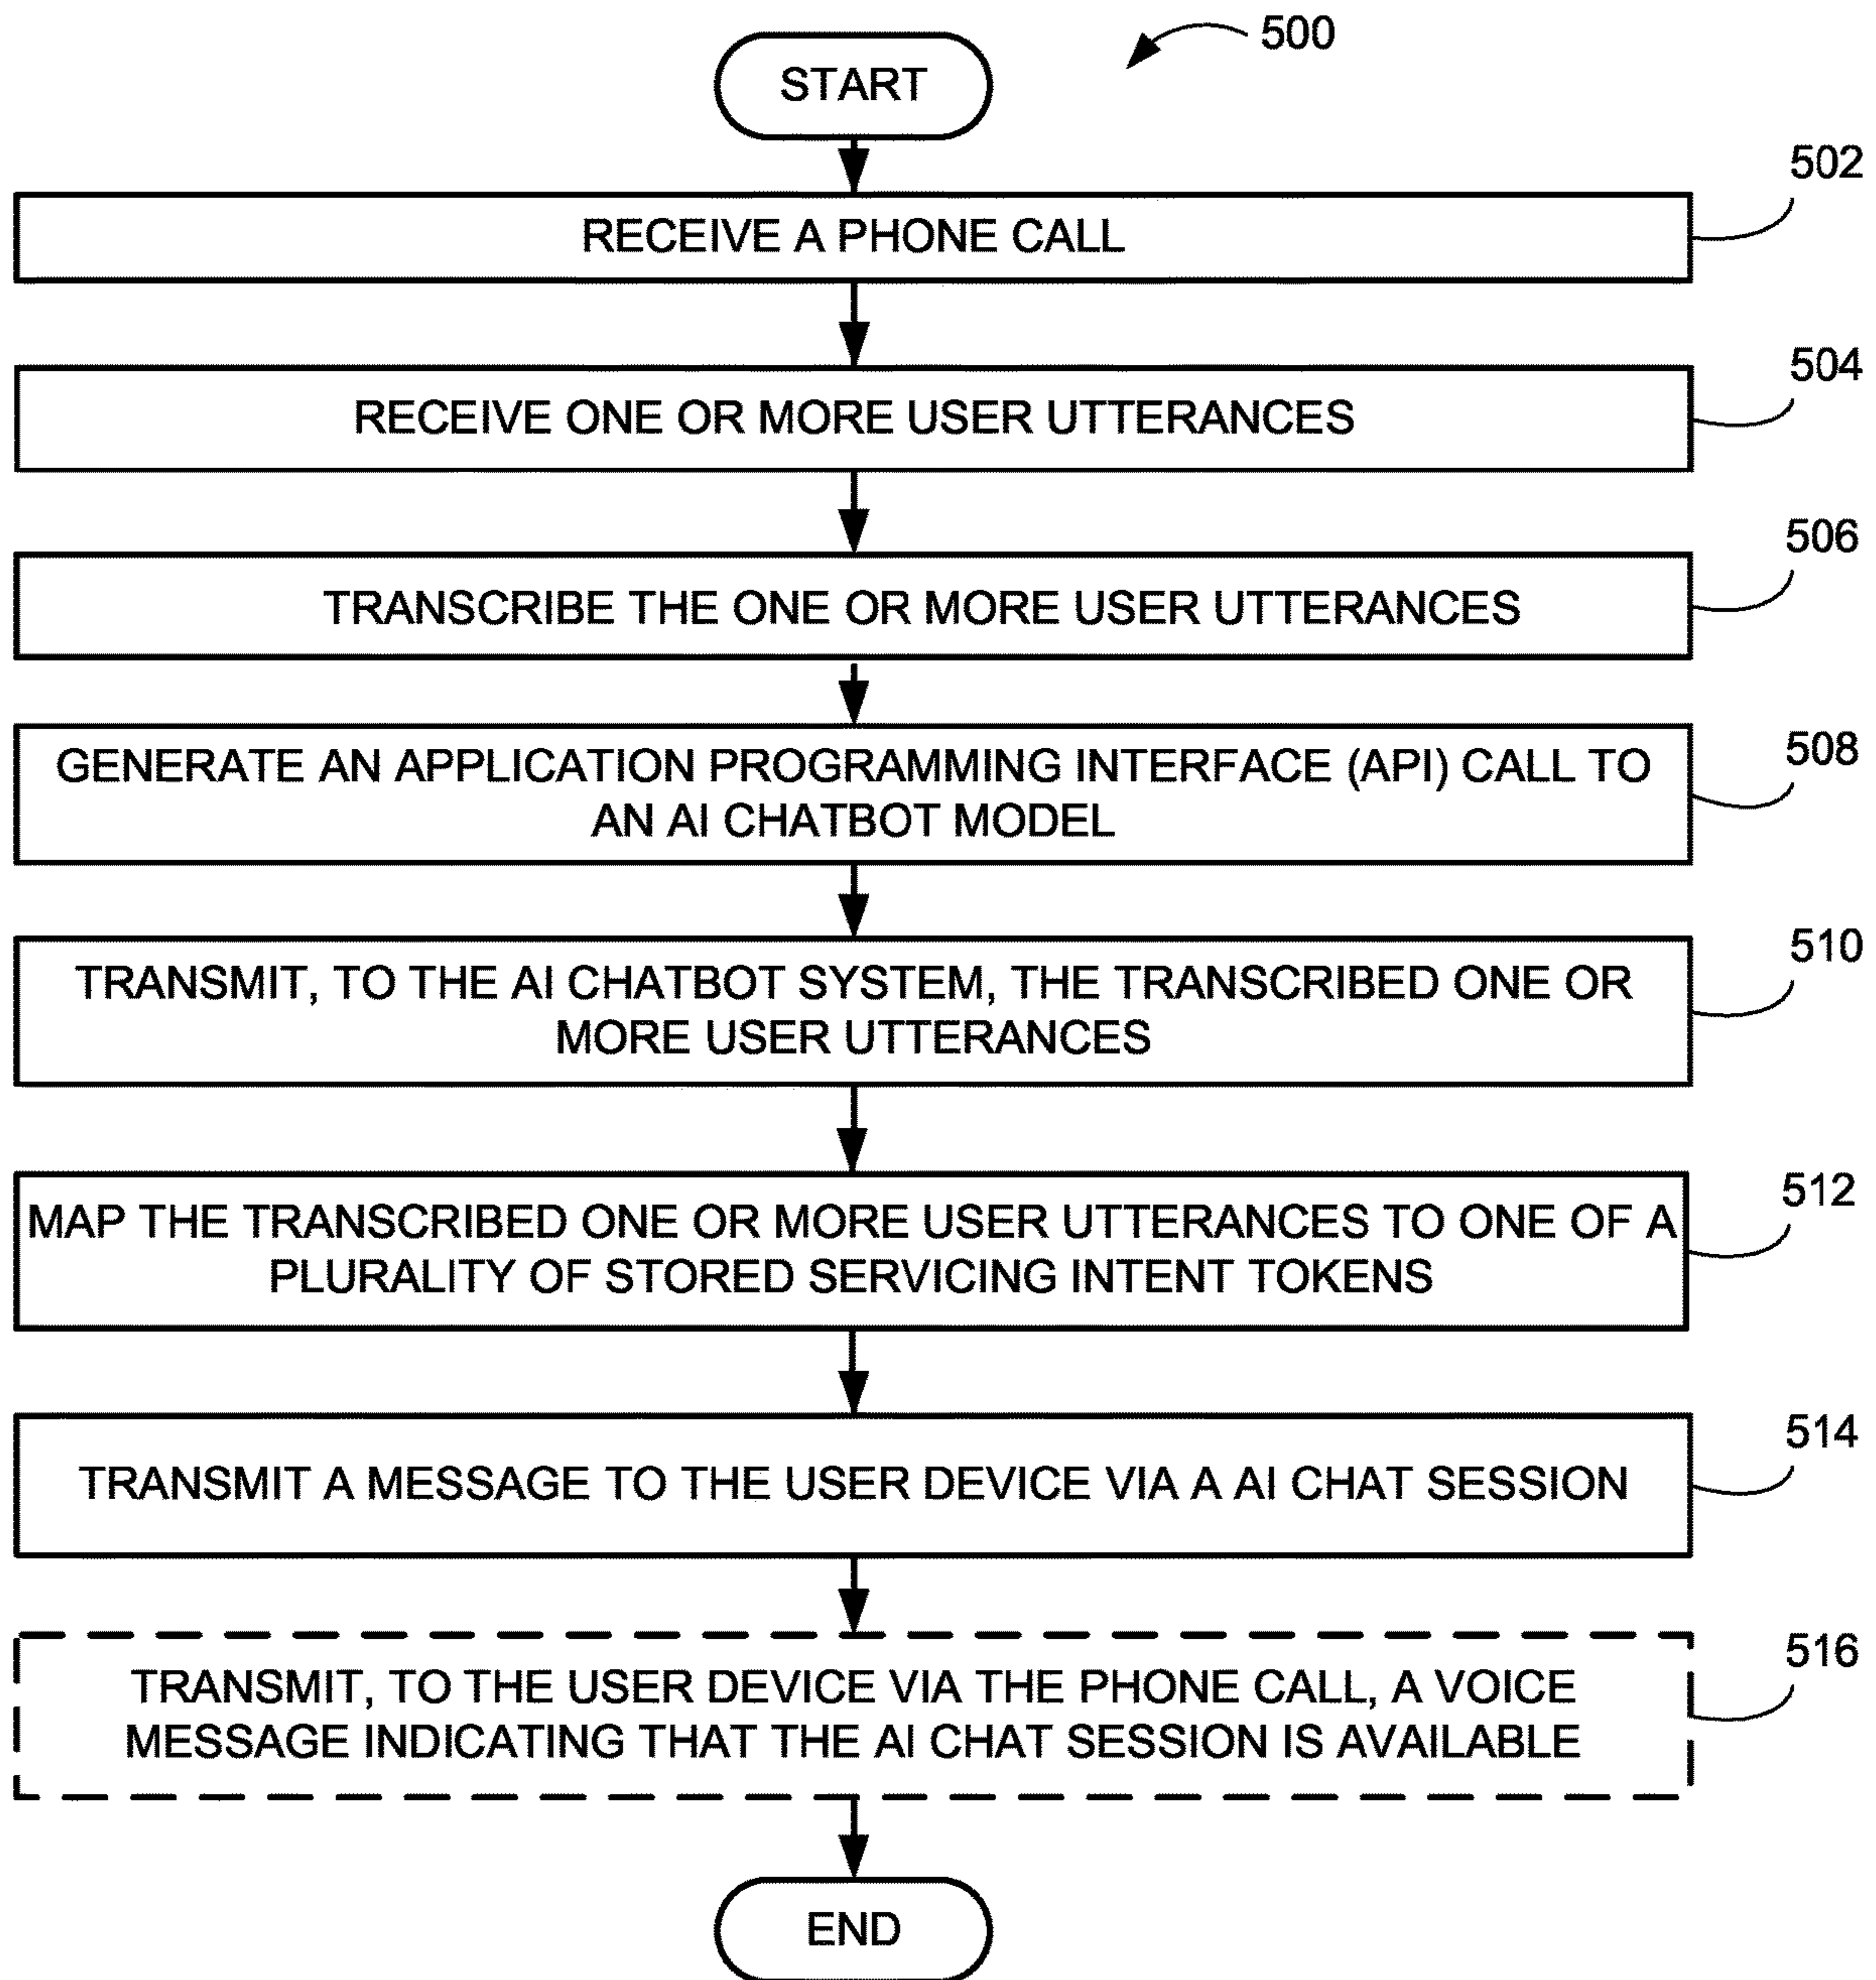 500
START
502
RECEIVE A PHONE CALL
504
RECEIVE ONE OR MORE USER UTTERANCES
506
TRANSCRIBE THE ONE OR MORE USER UTTERANCES
508
GENERATE AN APPLICATION PROGRAMMING INTERFACE (API) CALL TO
AN AI CHATBOT MODEL
510
TRANSMIT, TO THE AI CHATBOT SYSTEM, THE TRANSCRIBED ONE OR
MORE USER UTTERANCES
512
MAP THE TRANSCRIBED ONE OR MORE USER UTTERANCES TO ONE OF A
PLURALITY OF STORED SERVICING INTENT TOKENS
514
TRANSMIT A MESSAGE TO THE USER DEVICE VIA A AI CHAT SESSION
516
TRANSMIT, TO THE USER DEVICE VIA THE PHONE CALL, A VOICE
MESSAGE INDICATING THAT THE AI CHAT SESSION IS AVAILABLE
END